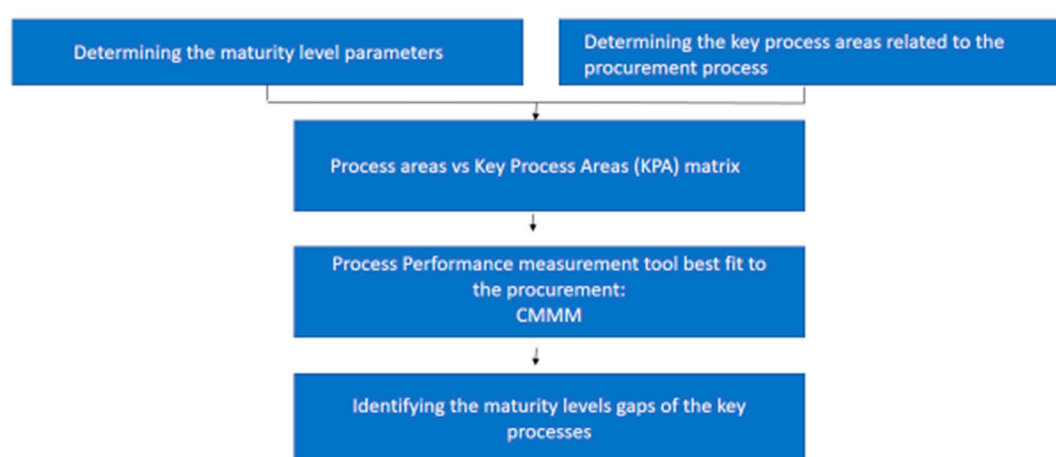 Determining the maturity level parameters
Determining the key process areas related to the
procurement process
Process areas vs Key Process Areas (KPA) matrix
Process Performance measurement tool best fit to
the procurement:
CMMM
Identifying the maturity levels gaps of the key
processes